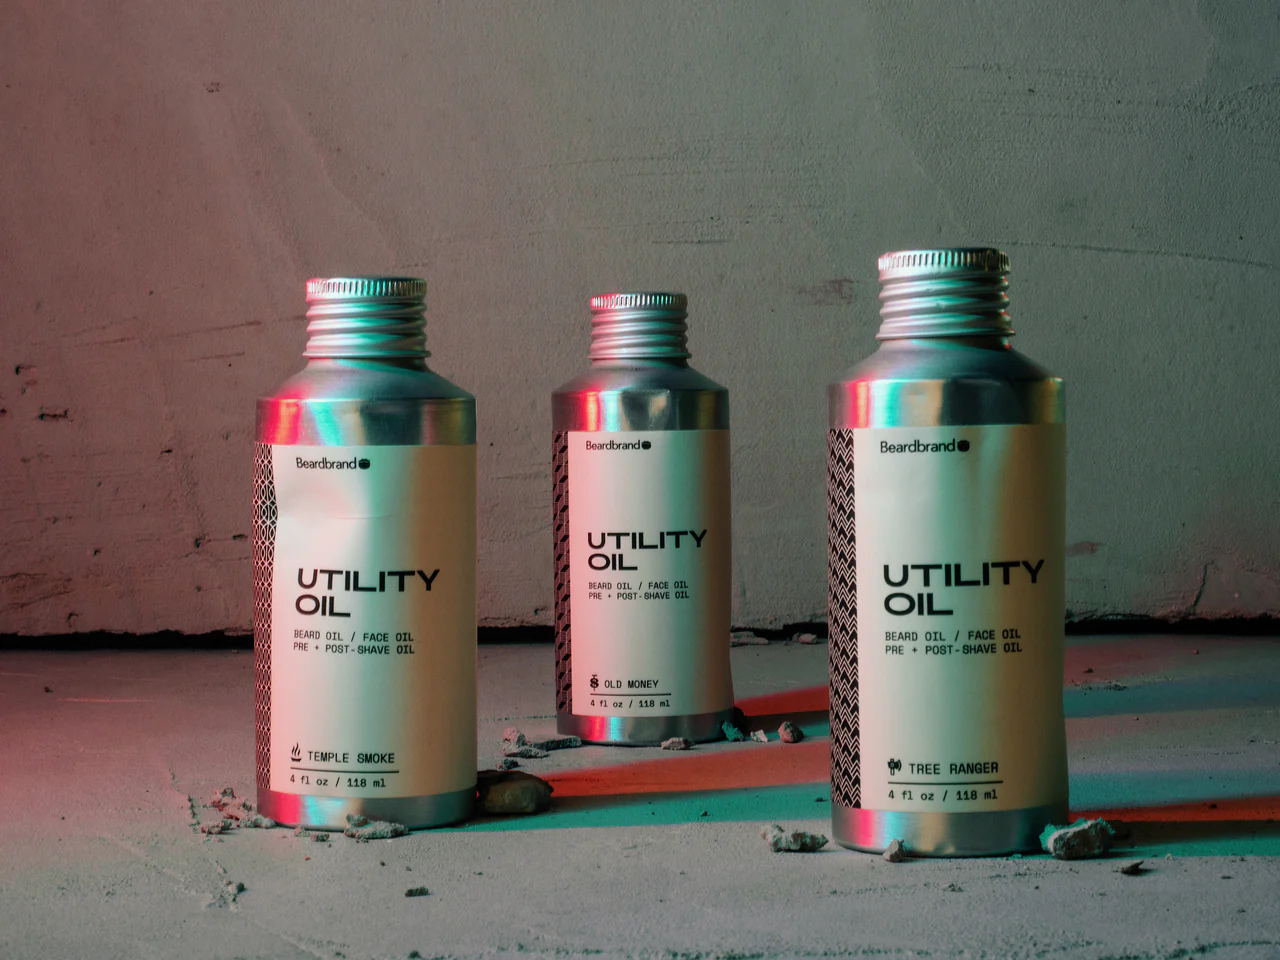 Beardbrand
UTILITY
OIL
BEARD OIL / FACE OIL
PRE + POST-SHAVE OIL
TEMPLE SMOKE
4 fl oz / 118 ml
Beardbrand
UTILITY
OIL
BEARD OIL / FACE OIL
PRE + POST-SHAVE OIL
OLD MONEY
4 fl oz / 118 ml
Beardbrand
UTILITY
OIL
BEARD OIL / FACE OIL
PRE + POST-SHAVE OIL
TREE RANGER
4 fl oz / 118 ml